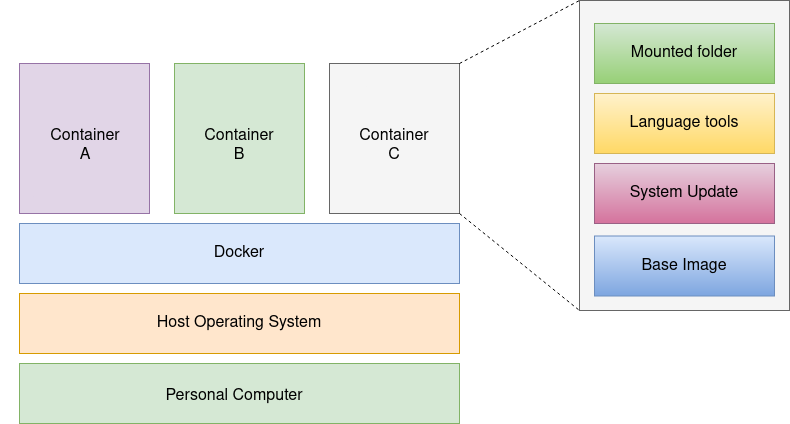 Mounted folder
Language tools
System Update
Base Image
Container
A
Container
B
Container
C
Docker
Host Operating System
Personal Computer